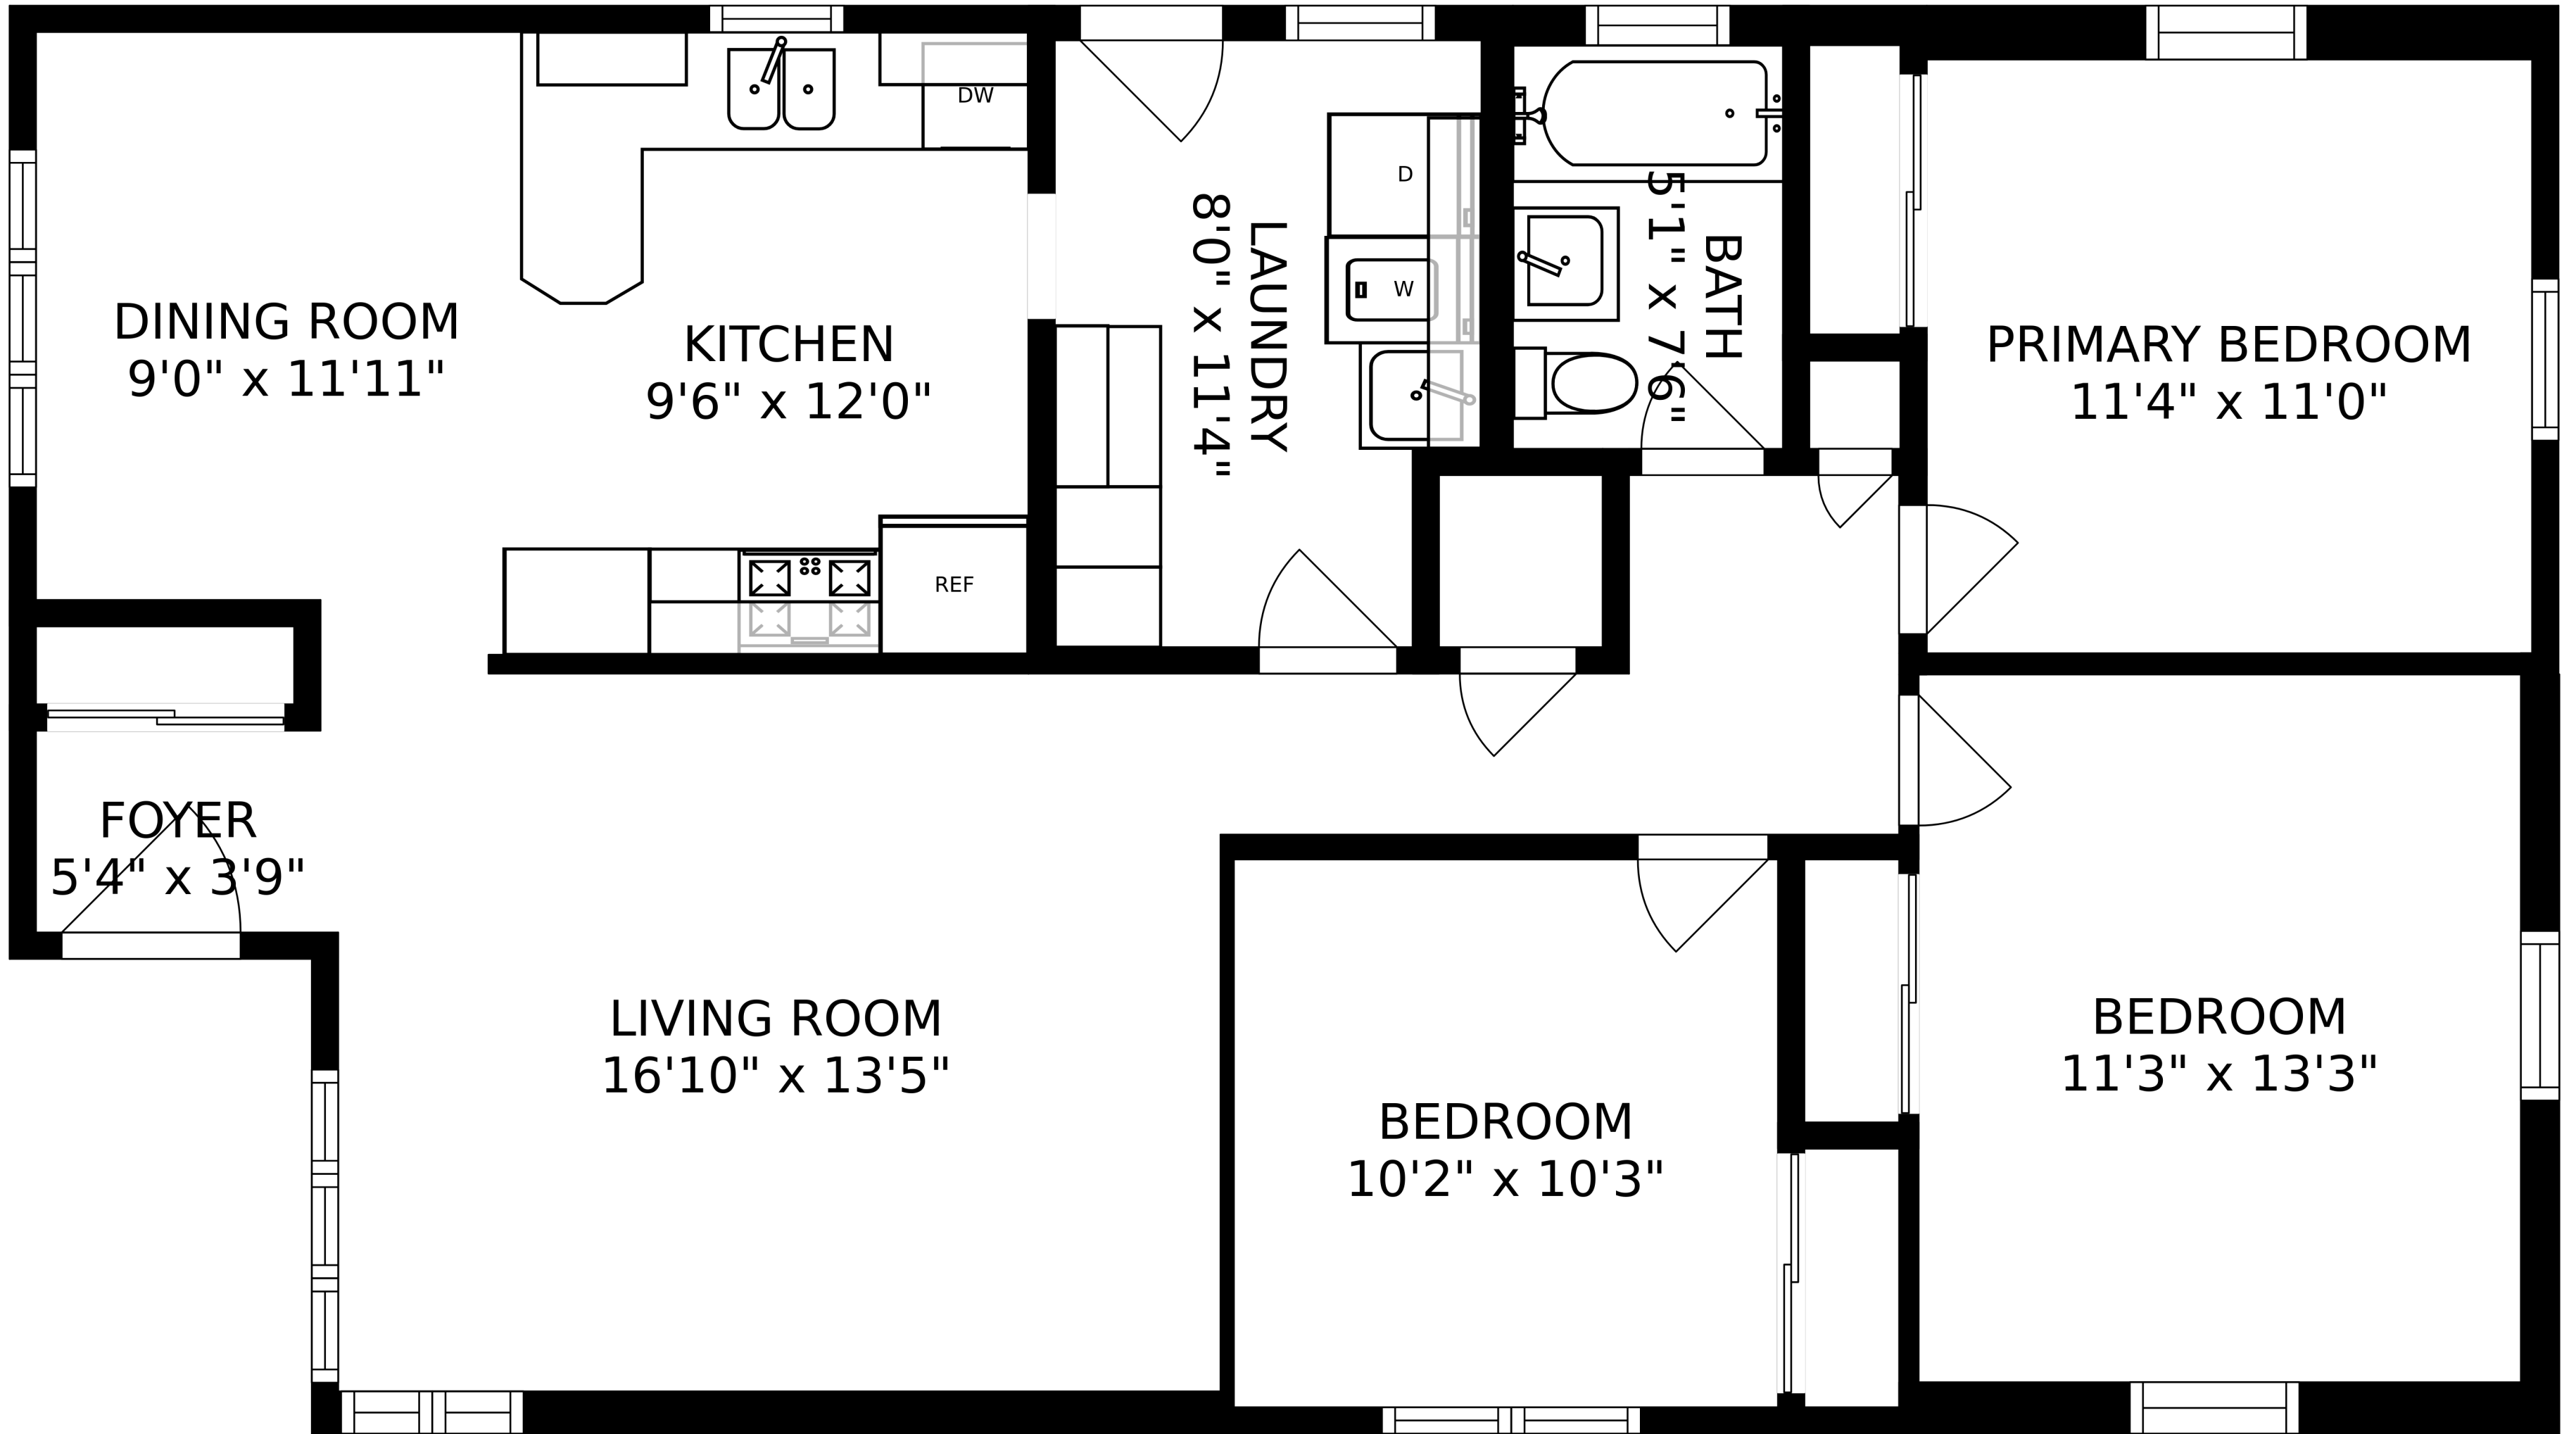 DW
D
W
LAUNDRY
8'0" x 11'4"
BATH
5'1" x 7'6"
DINING ROOM
9'0" x 11'11"
KITCHEN
9'6" x 12'0"
PRIMARY BEDROOM
11'4" x 11'0"
REF
FOYER
5'4" x 3'9"
LIVING ROOM
16'10" x 13'5"
BEDROOM
11'3" x 13'3"
BEDROOM
10'2" x 10'3"